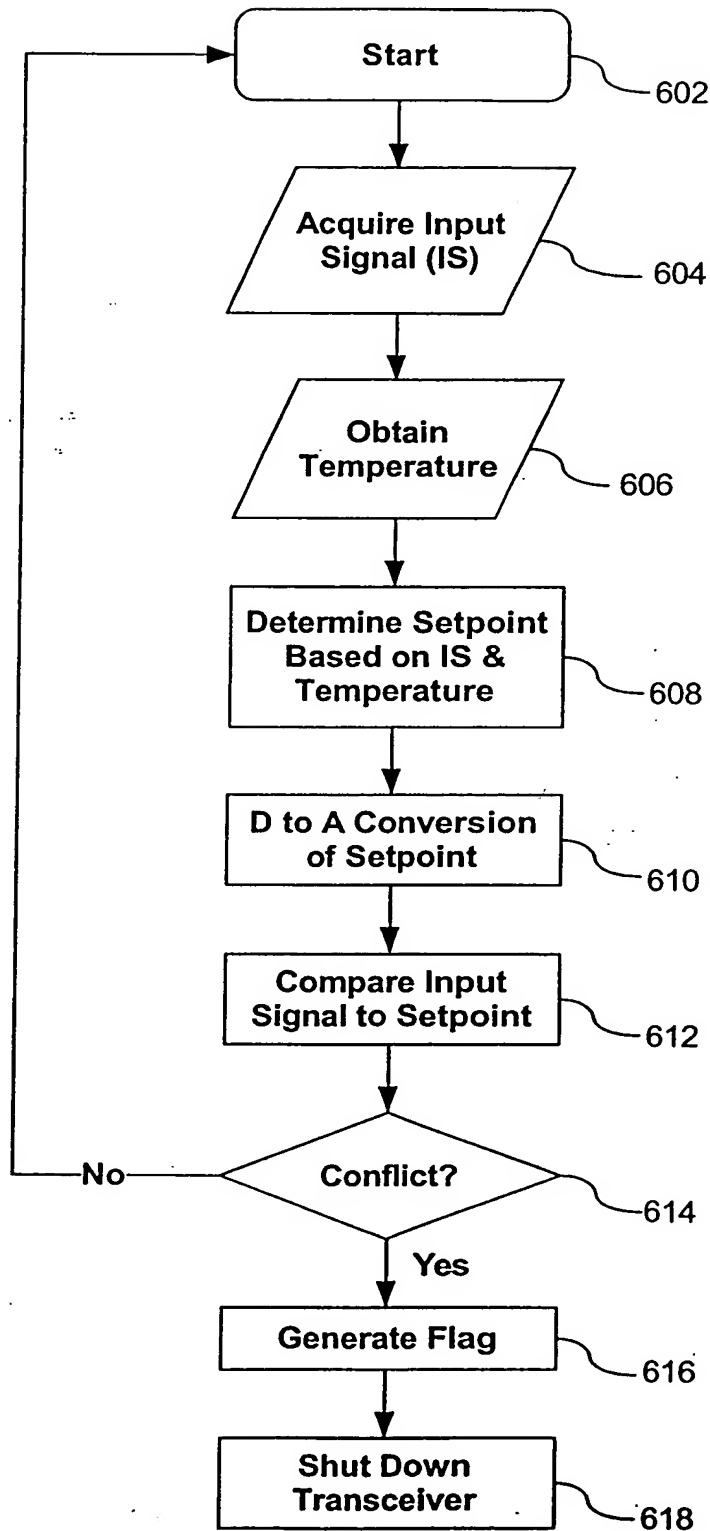 Start
602
Acquire Input
Signal (IS)
604
Obtain
Temperature
606
Determine Setpoint
Based on IS &
Temperature
608
D to A Conversion
of Setpoint
610
Compare Input
Signal to Setpoint
612
Conflict?
No
614
Yes
Generate Flag
616
Shut Down
Transceiver
618